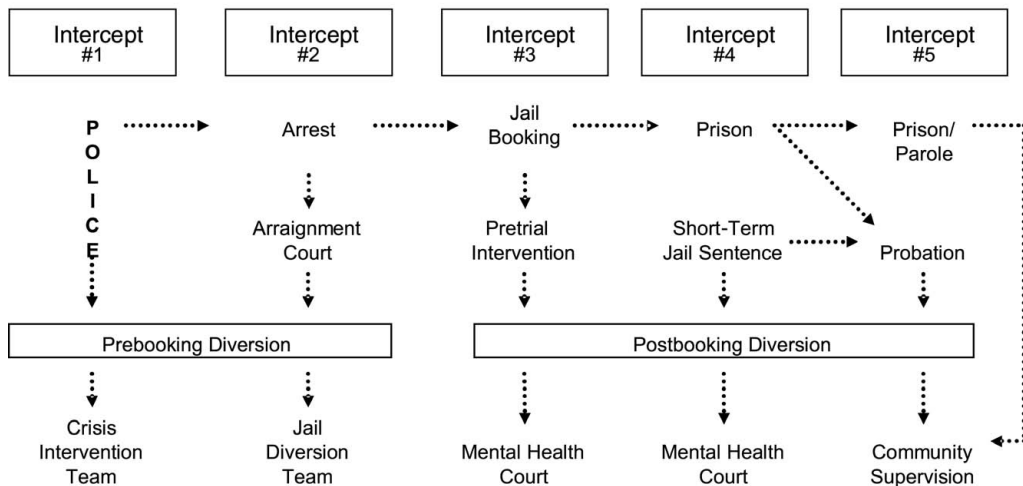 Intercept
#1
Intercept
#2
Intercept
#3
Intercept
#4
Intercept
#5
POLICE
Arrest
Jail
Booking
Prison
Prison/
Parole
Arraignment
Court
Pretrial
Intervention
Short-Term
Jail Sentence
Probation
Prebooking Diversion
Postbooking Diversion
Crisis
Intervention
Team
Jail
Diversion
Team
Mental Health
Court
Mental Health
Court
Community
Supervision